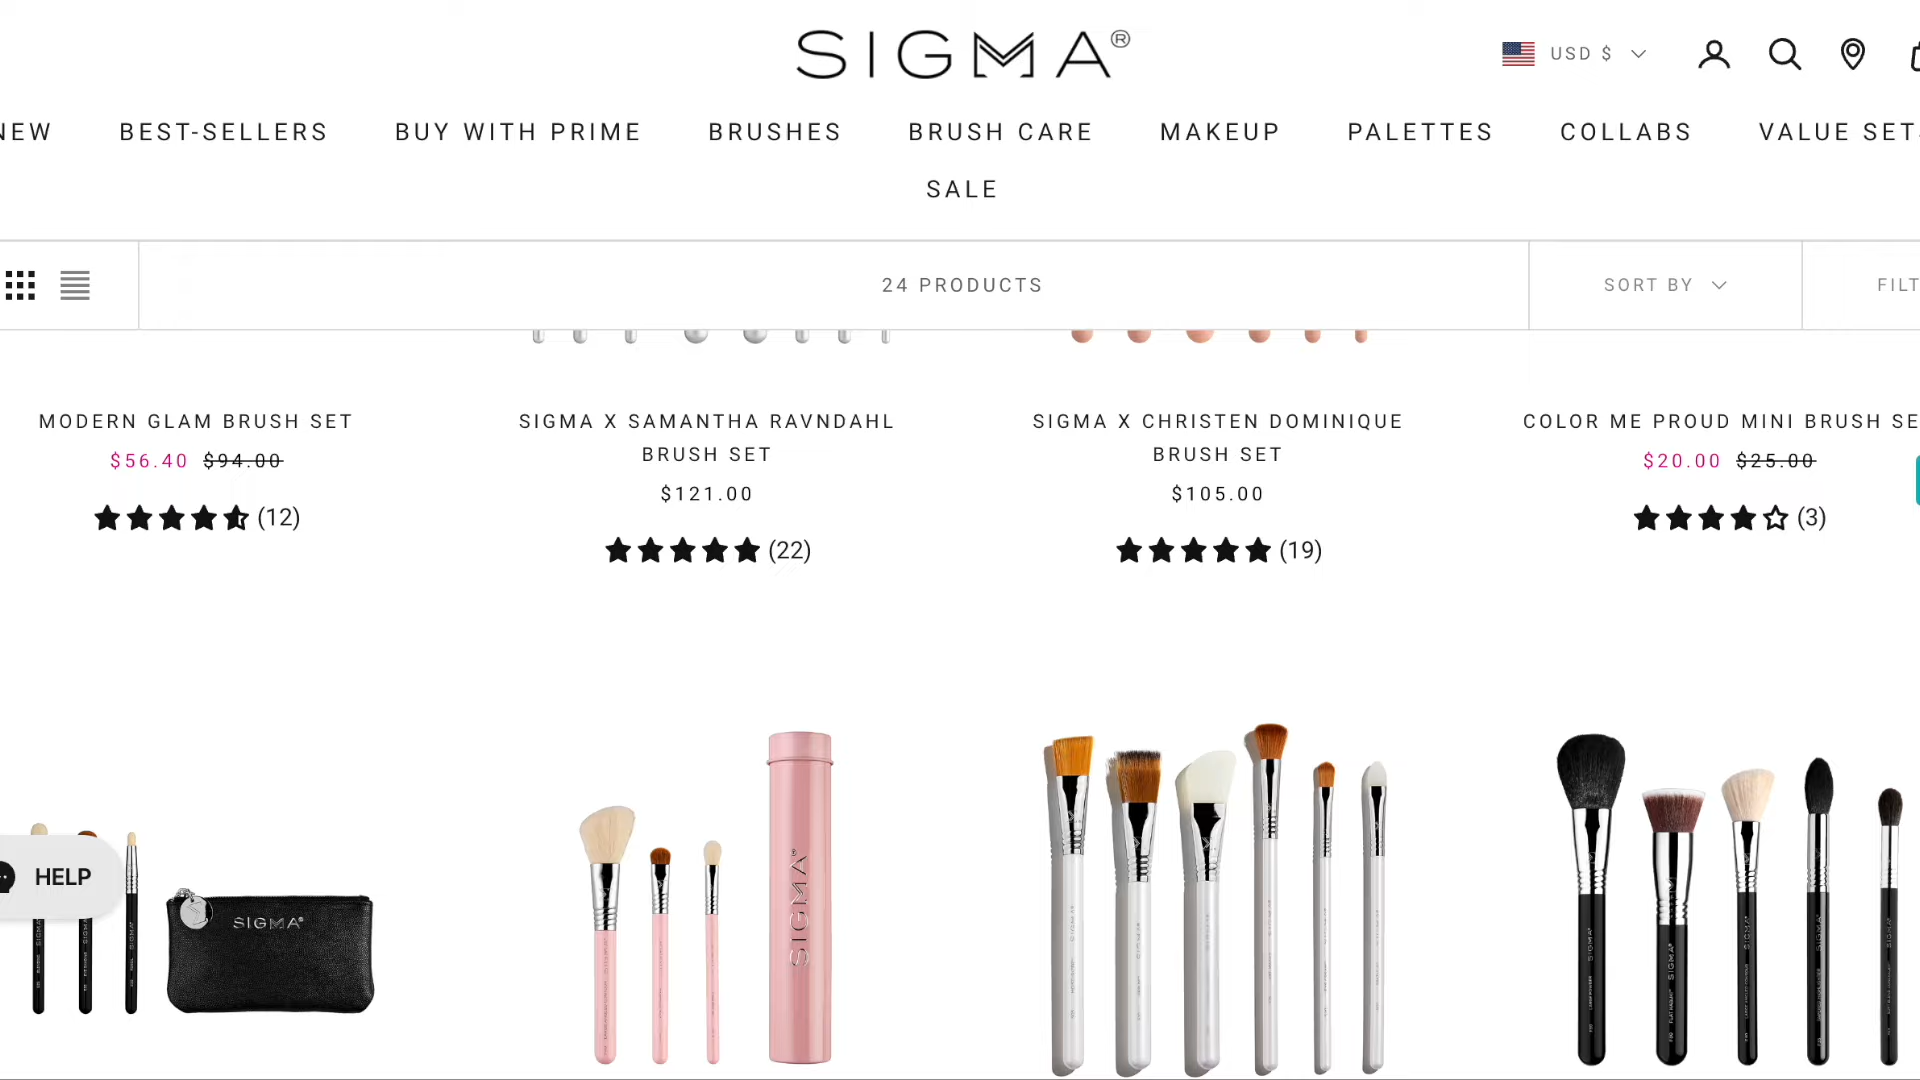 SIGMA®
USD $
NEW
BEST-SELLERS
BUY WITH PRIME
BRUSHES
BRUSH CARE
MAKEUP
PALETTES
COLLABS
VALUE SETS
SALE
24 PRODUCTS
SORT BY
FILT
MODERN GLAM BRUSH SET
$56.40 $94.00
(12)
SIGMA X SAMANTHA RAVNDAHL
BRUSH SET
$121.00
(22)
SIGMA X CHRISTEN DOMINIQUE
BRUSH SET
$105.00
(19)
COLOR ME PROUD MINI BRUSH SE
$20.00 $25.00
(3)
HELP
SIGMA®
SIGMA®